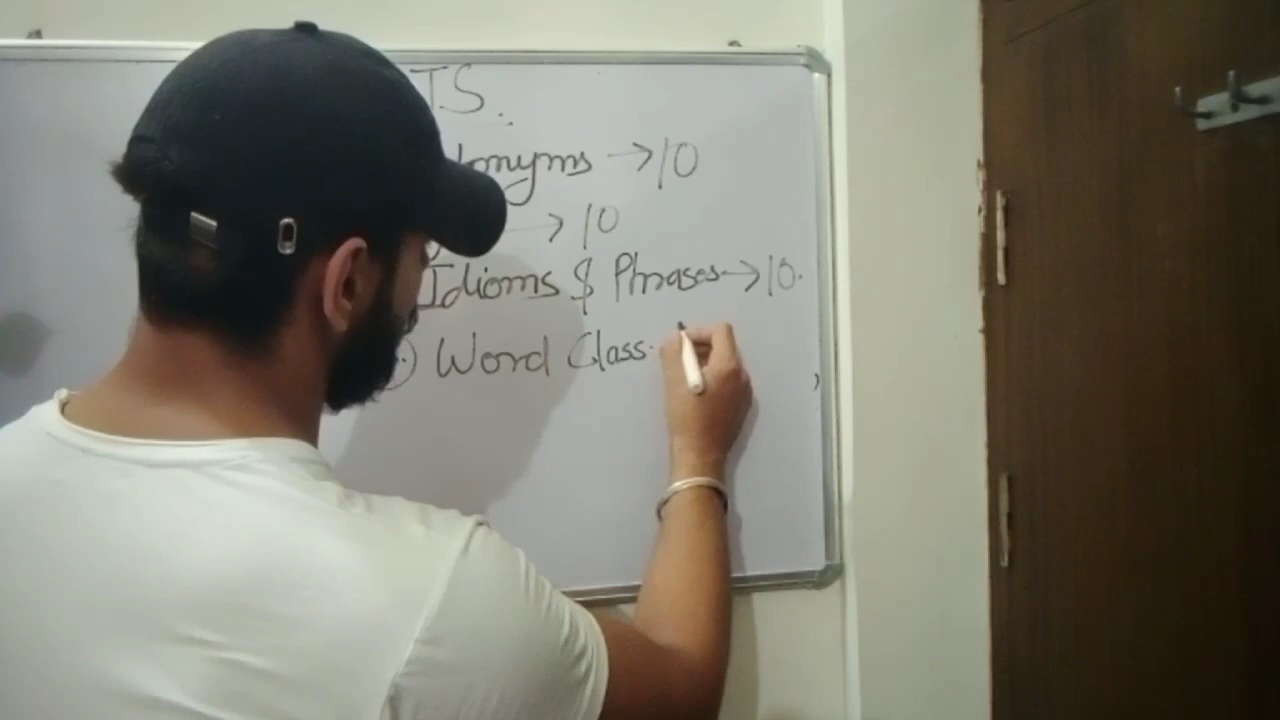 TS.
onyms → 10
→ 10
Idioms & Phrases → 10.
) Word Class.